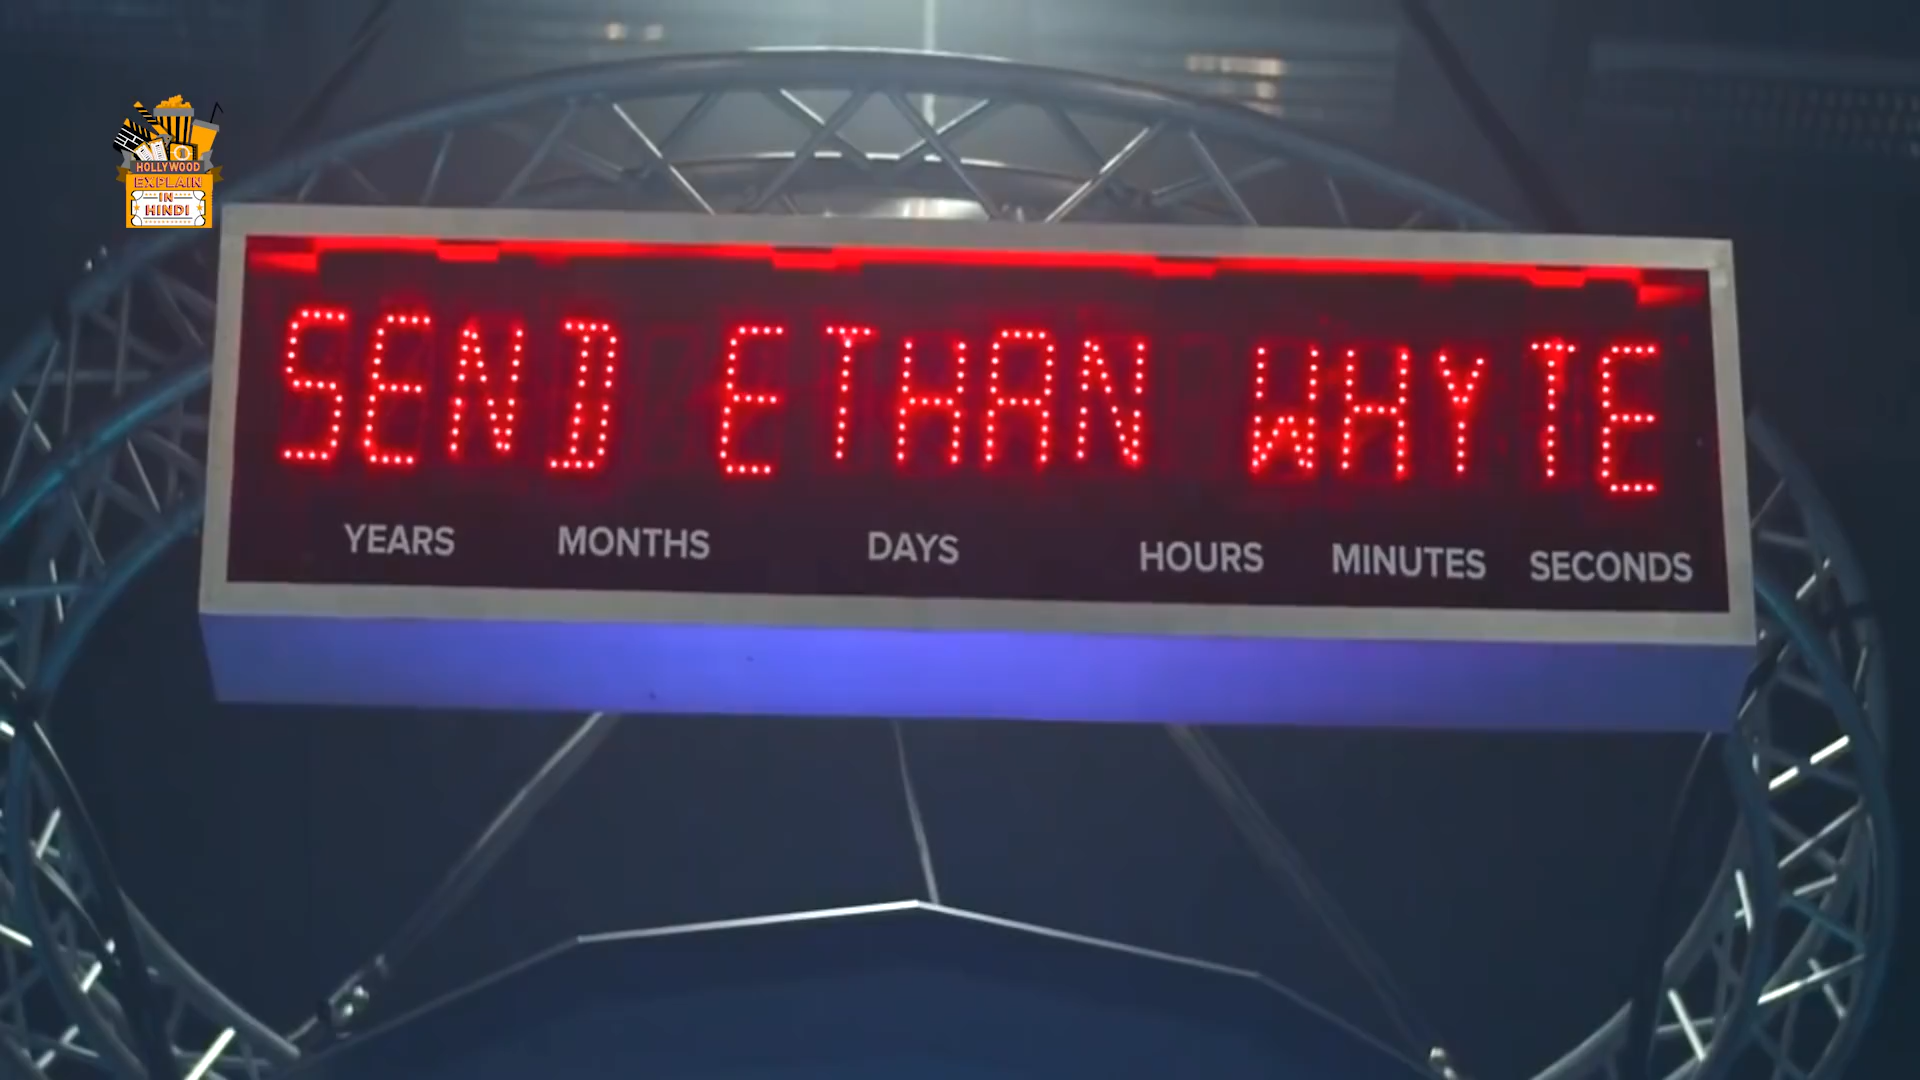 HOLLYWOOD
EXPLAIN
IN
HINDI
SEND ETHAN WHYTE
YEARS MONTHS DAYS HOURS MINUTES SECONDS